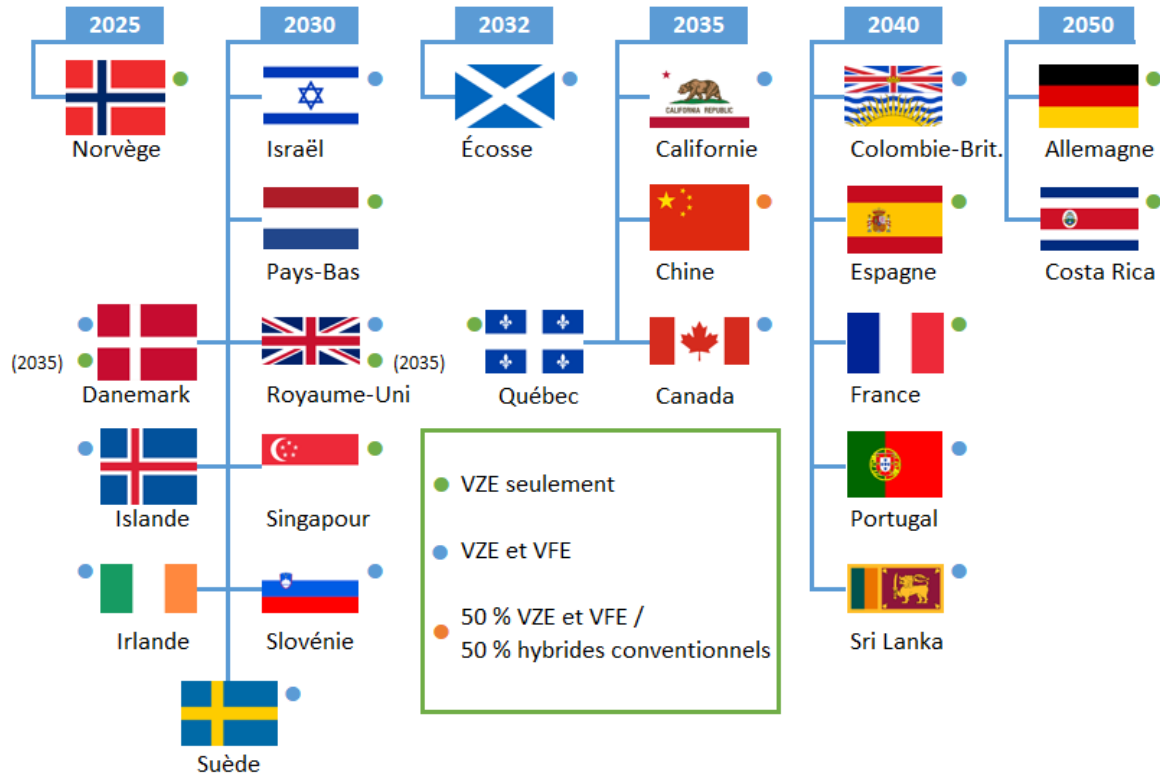 2025
2030
2032
2035
2040
2050
CALIFORNIA REPUBLIC
Norvège
Israël
Écosse
Californie
Colombie-Brit.
Allemagne
Pays-Bas
Chine
Espagne
Costa Rica
(2035)
(2035)
Danemark
Royaume-Uni
Québec
Canada
France
VZE seulement
Islande
Singapour
Portugal
VZE et VFE
50 % VZE et VFE /
50 % hybrides conventionnels
Irlande
Slovénie
Sri Lanka
Suède